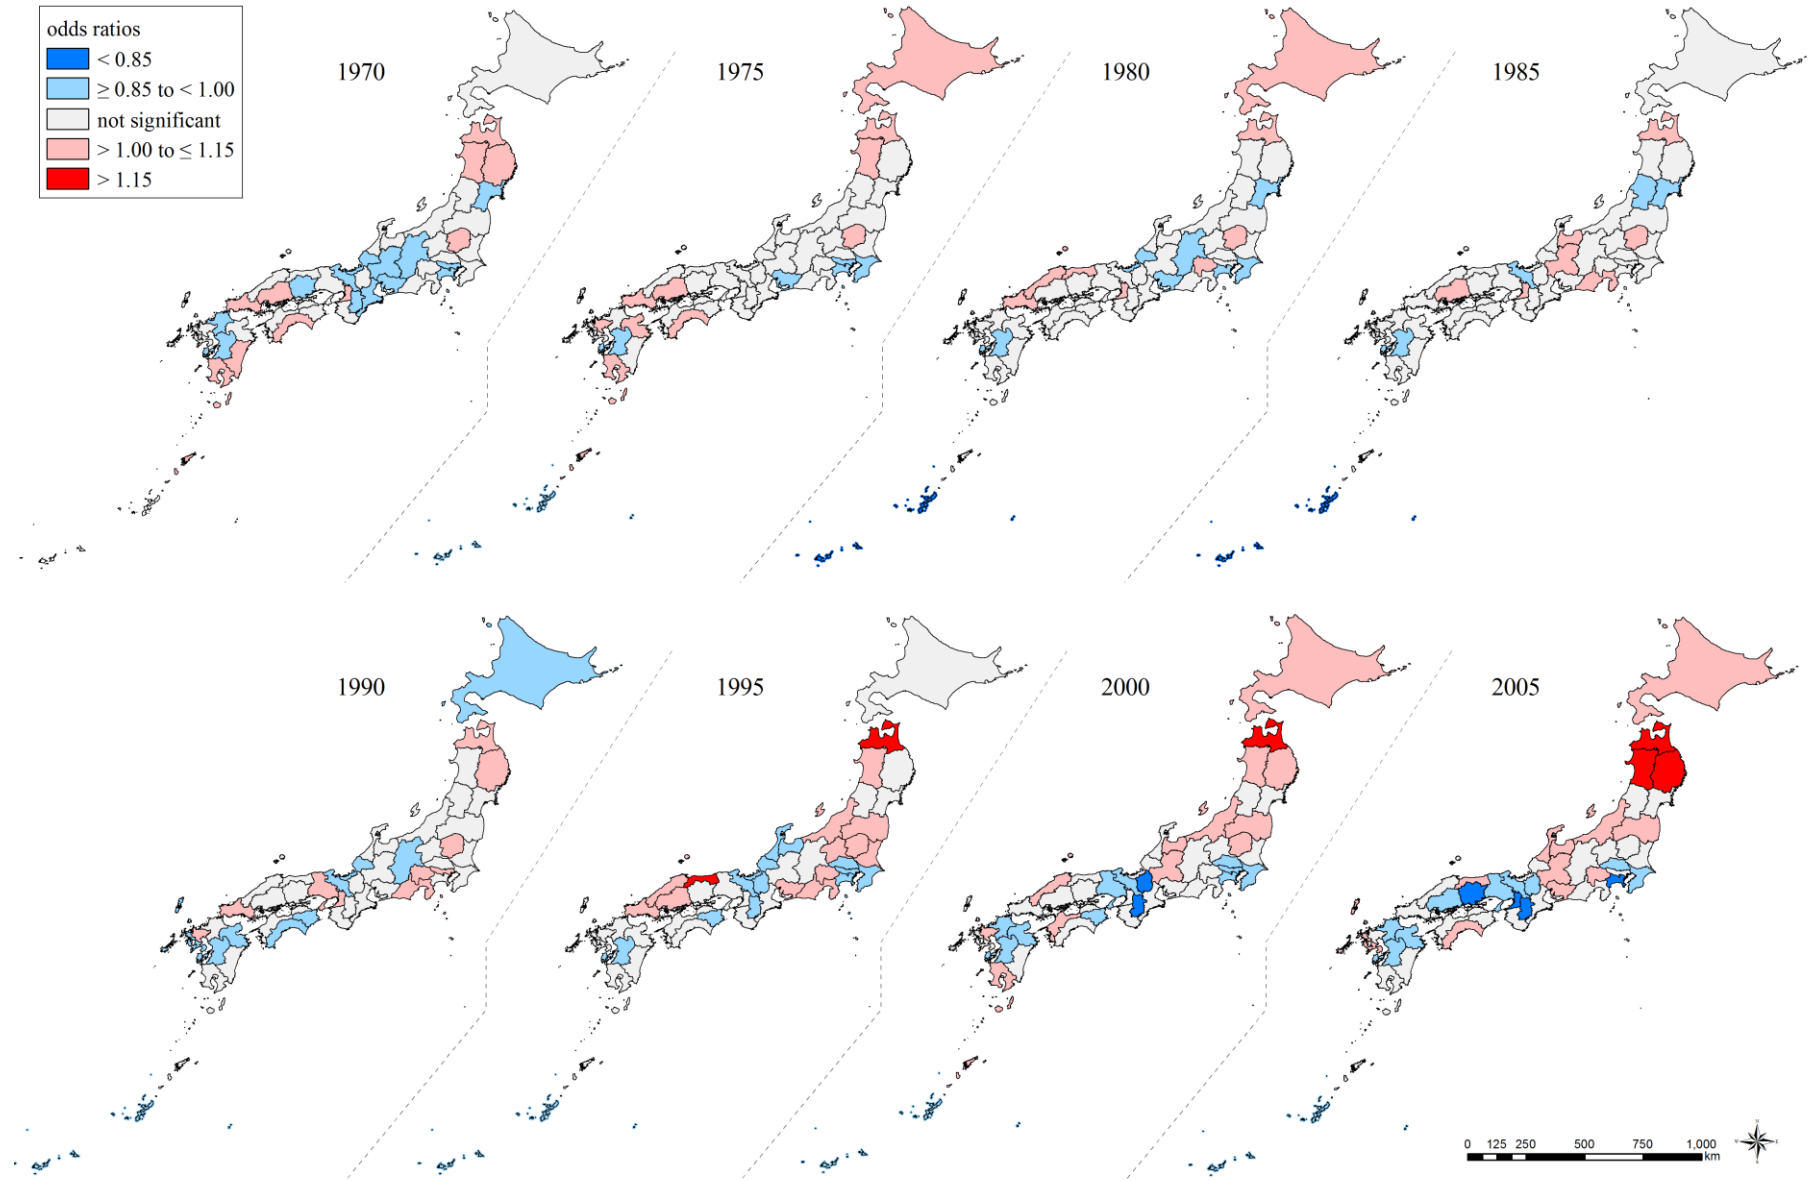 odds ratios
< 0.85
≥ 0.85 to < 1.00
not significant
> 1.00 to ≤ 1.15
> 1.15
1970
1975
1980
1985
1990
1995
2000
2005
0 125 250 500 750 1,000
km